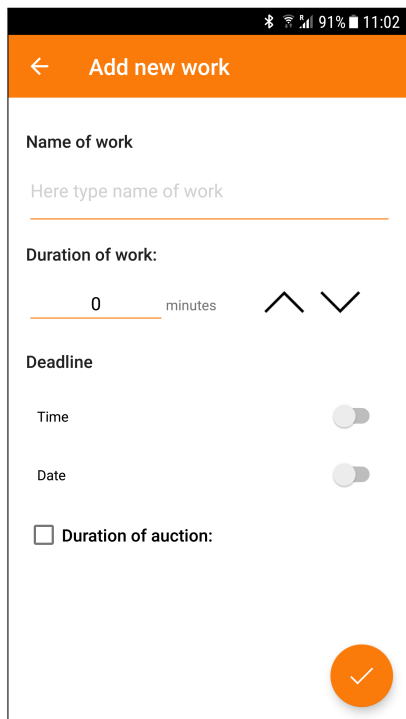 91% 11:02
Add new work
Name of work
Here type name of work
Duration of work:
0 minutes
Deadline
Time
Date
Duration of auction: